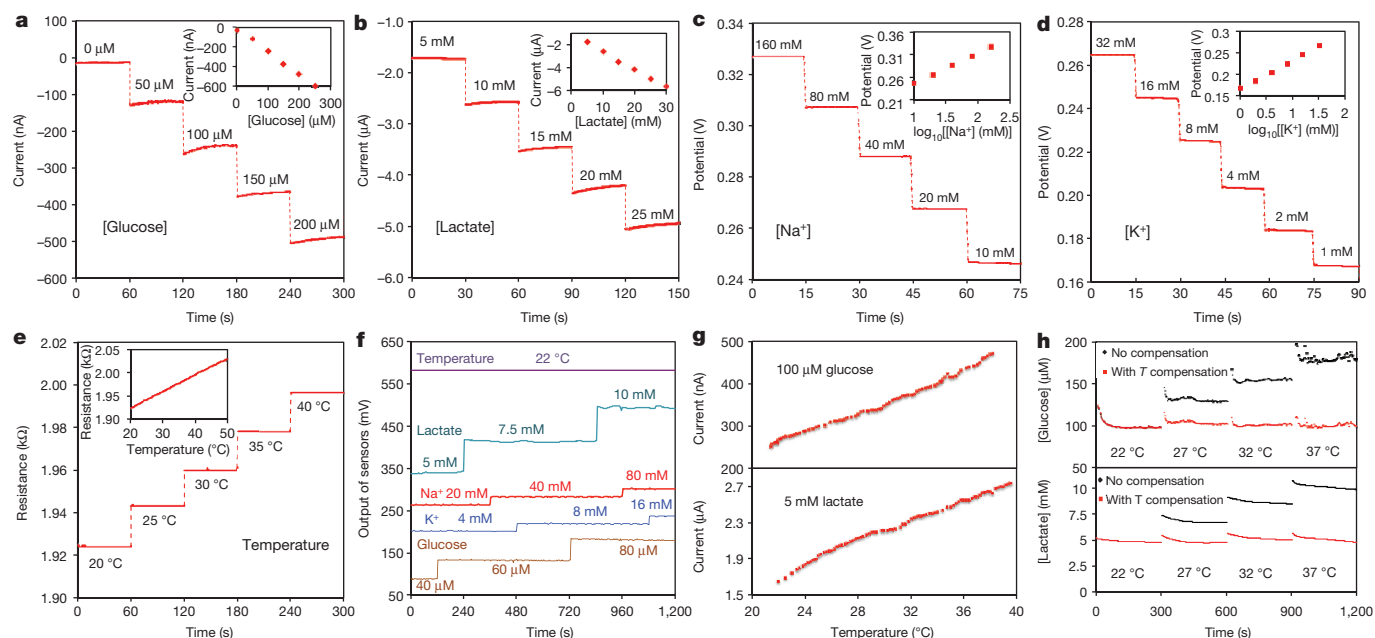 a
Current (nA)
100
0
–100
–200
–300
–400
–500
–600
0 μM
50 μM
100 μM
150 μM
200 μM
[Glucose]
0
60
120
180
240
300
Time (s)
Current (nA)
0
–200
–400
–600
0
100
200
300
[Glucose] (μM)
b
Current (μA)
–1.0
–2.0
–3.0
–4.0
–5.0
–6.0
5 mM
10 mM
15 mM
20 mM
25 mM
[Lactate]
0
30
60
90
120
150
Time (s)
Current (μA)
–2
–4
–6
0
10
20
30
[Lactate] (mM)
c
Potential (V)
0.34
0.32
0.30
0.28
0.26
0.24
160 mM
80 mM
40 mM
20 mM
10 mM
[Na⁺]
0
15
30
45
60
75
Time (s)
Potential (V)
0.36
0.31
0.26
0.21
1
1.5
2
2.5
log₁₀[[Na⁺] (mM)]
d
Potential (V)
0.28
0.26
0.24
0.22
0.20
0.18
0.16
32 mM
16 mM
8 mM
4 mM
2 mM
1 mM
[K⁺]
0
15
30
45
60
75
90
Time (s)
Potential (V)
0.30
0.25
0.20
0.15
0
0.5
1
1.5
2
log₁₀[[K⁺] (mM)]
e
Resistance (kΩ)
2.02
2.00
1.98
1.96
1.94
1.92
1.90
20 °C
25 °C
30 °C
35 °C
40 °C
Temperature
0
60
120
180
240
300
Time (s)
Resistance (kΩ)
2.05
2.00
1.95
1.90
20
30
40
50
Temperature (°C)
f
Output of sensors (mV)
650
550
450
350
250
150
50
Temperature 22 °C
Lactate
5 mM
7.5 mM
10 mM
Na⁺ 20 mM
40 mM
80 mM
K⁺
4 mM
8 mM
16 mM
Glucose
40 μM
60 μM
80 μM
0
240
480
720
960
1,200
Time (s)
g
Current (nA)
500
400
300
200
100 μM glucose
Current (μA)
2.7
2.3
1.9
1.5
5 mM lactate
20
24
28
32
36
40
Temperature (°C)
h
[Glucose] (μM)
200
150
100
50
No compensation
With T compensation
22 °C
27 °C
32 °C
37 °C
[Lactate] (mM)
10
7.5
5
0
No compensation
With T compensation
22 °C
27 °C
32 °C
37 °C
0
300
600
900
1,200
Time (s)